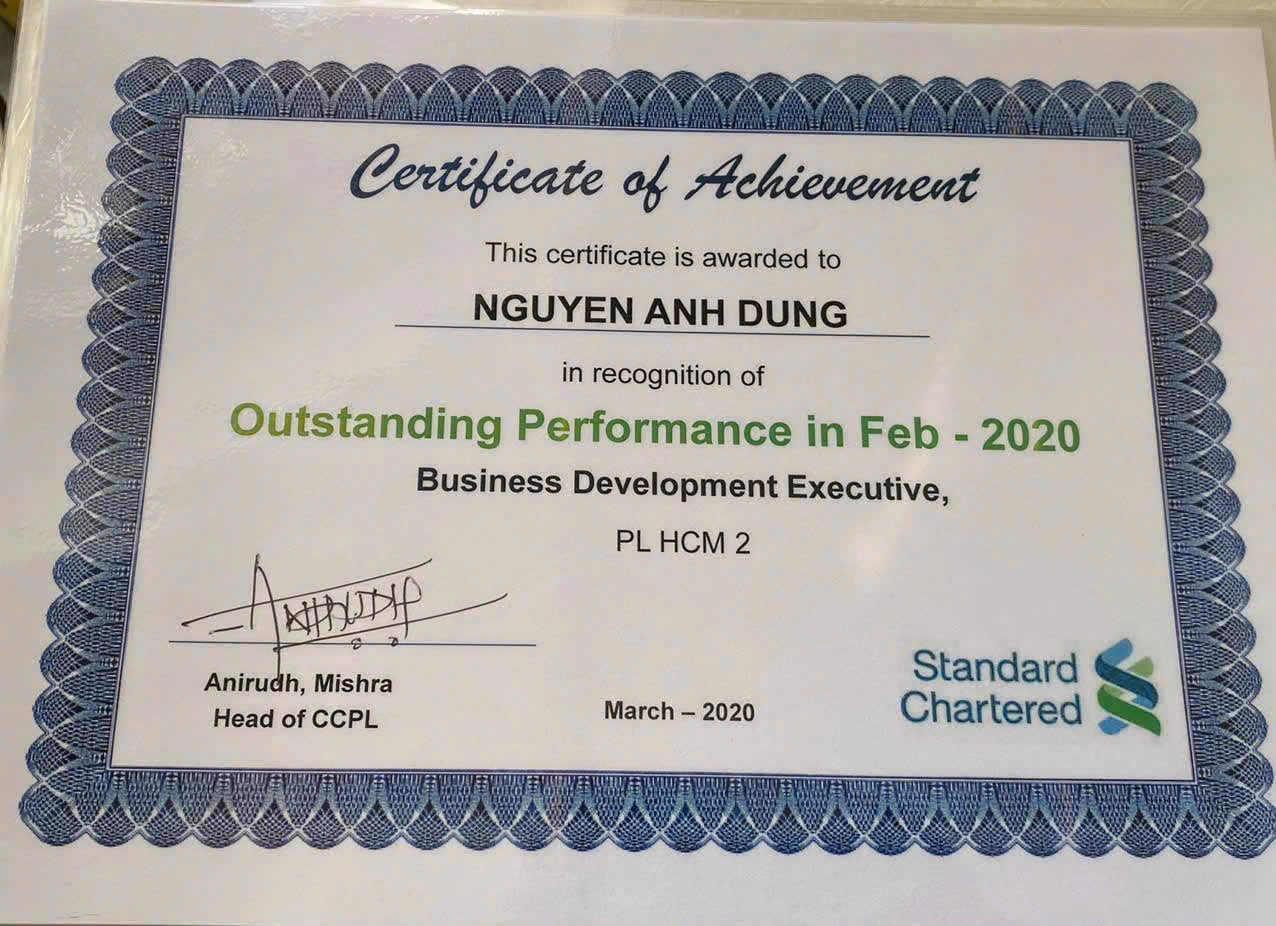 Certificate of Achievement
This certificate is awarded to
NGUYEN ANH DUNG
in recognition of
Outstanding Performance in Feb - 2020
Business Development Executive,
PL HCM 2
ANIRUDH
Anirudh, Mishra
Head of CCPL
March – 2020
Standard
Chartered